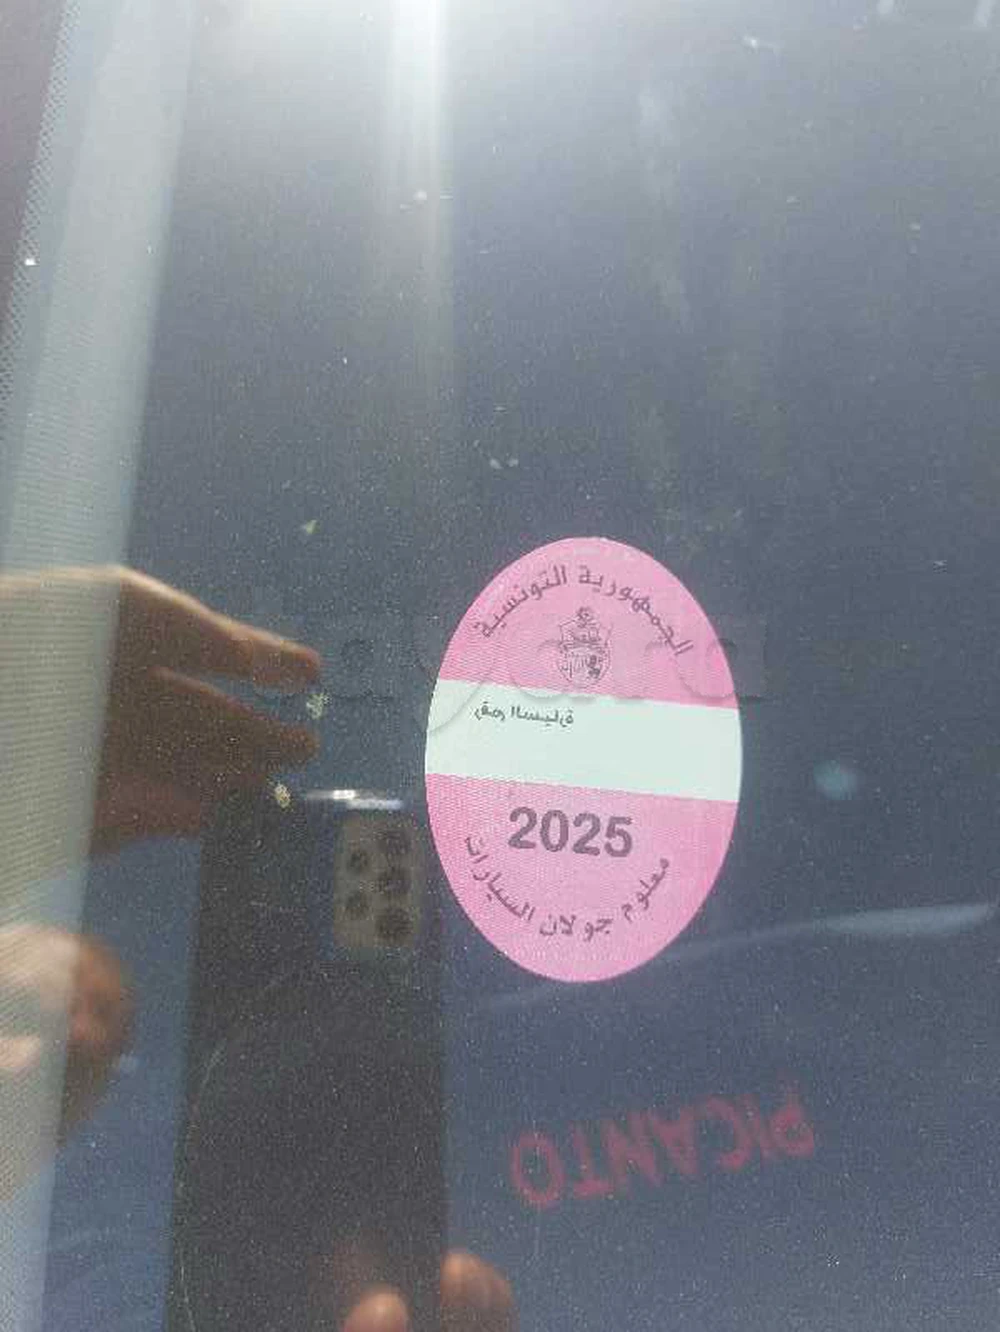 الجمهورية التونسية
رقم السيارة
2025
معلوم جولان السيارات
PICANTO